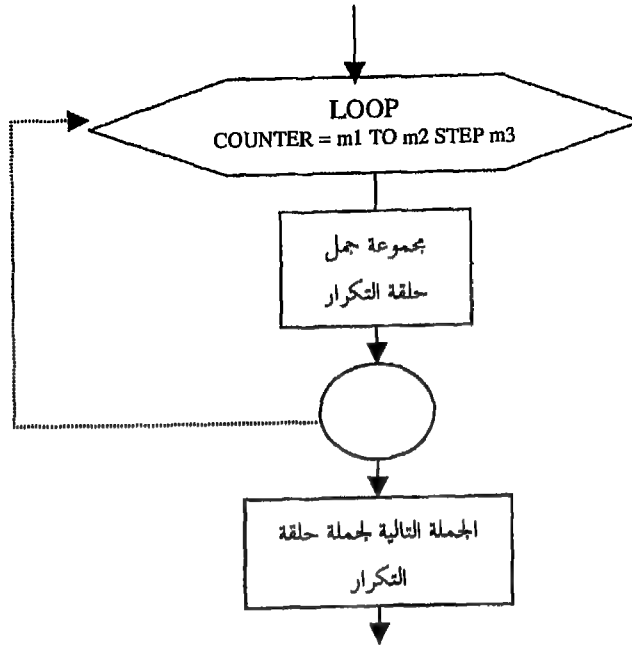 LOOP
COUNTER = m1 TO m2 STEP m3
مجموعة جمل
حلقة التكرار
الجملة التالية لجملة حلقة
التكرار